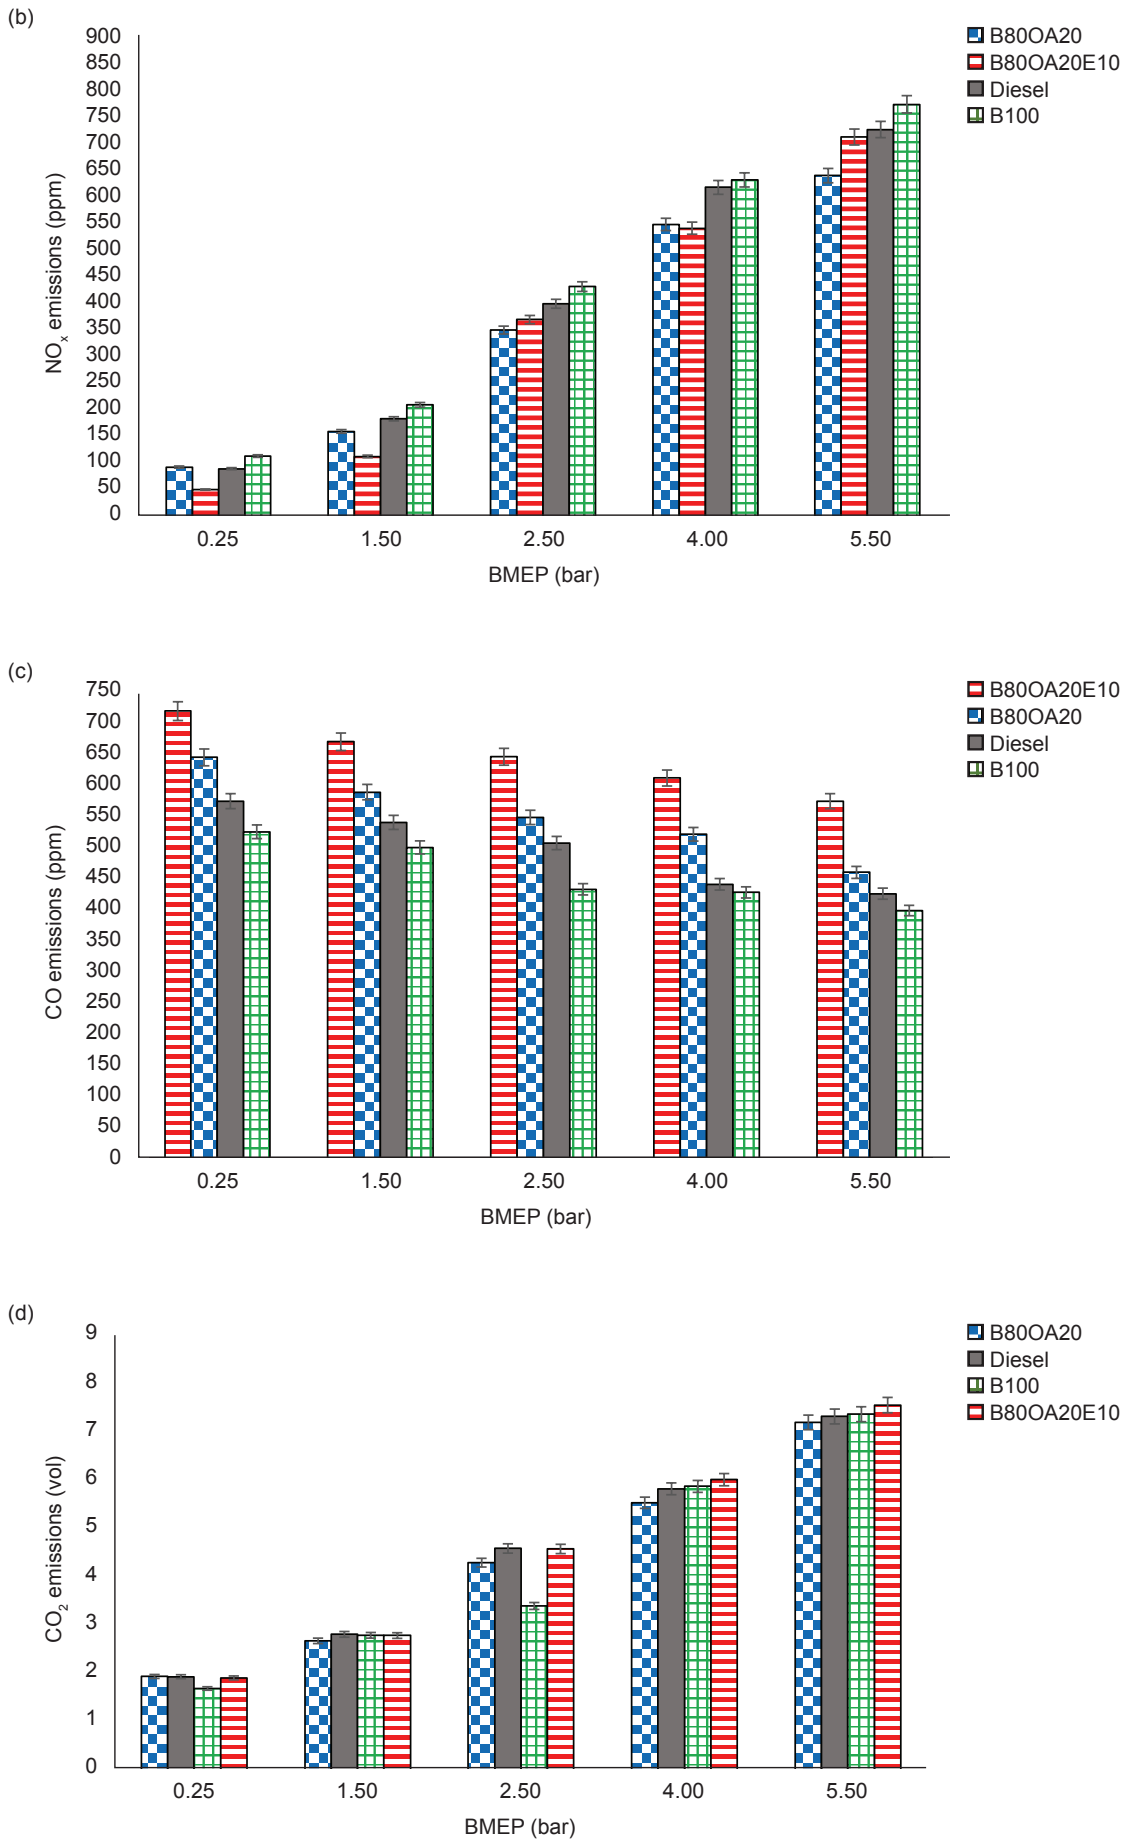 (b)
900
850
800
750
700
650
600
550
500
450
400
350
300
250
200
150
100
50
0
NOx emissions (ppm)
0.25 1.50 2.50 4.00 5.50
BMEP (bar)
B80OA20
B80OA20E10
Diesel
B100
(c)
750
700
650
600
550
500
450
400
350
300
250
200
150
100
50
0
CO emissions (ppm)
0.25 1.50 2.50 4.00 5.50
BMEP (bar)
B80OA20E10
B80OA20
Diesel
B100
(d)
9
8
7
6
5
4
3
2
1
0
CO2 emissions (vol)
0.25 1.50 2.50 4.00 5.50
BMEP (bar)
B80OA20
Diesel
B100
B80OA20E10